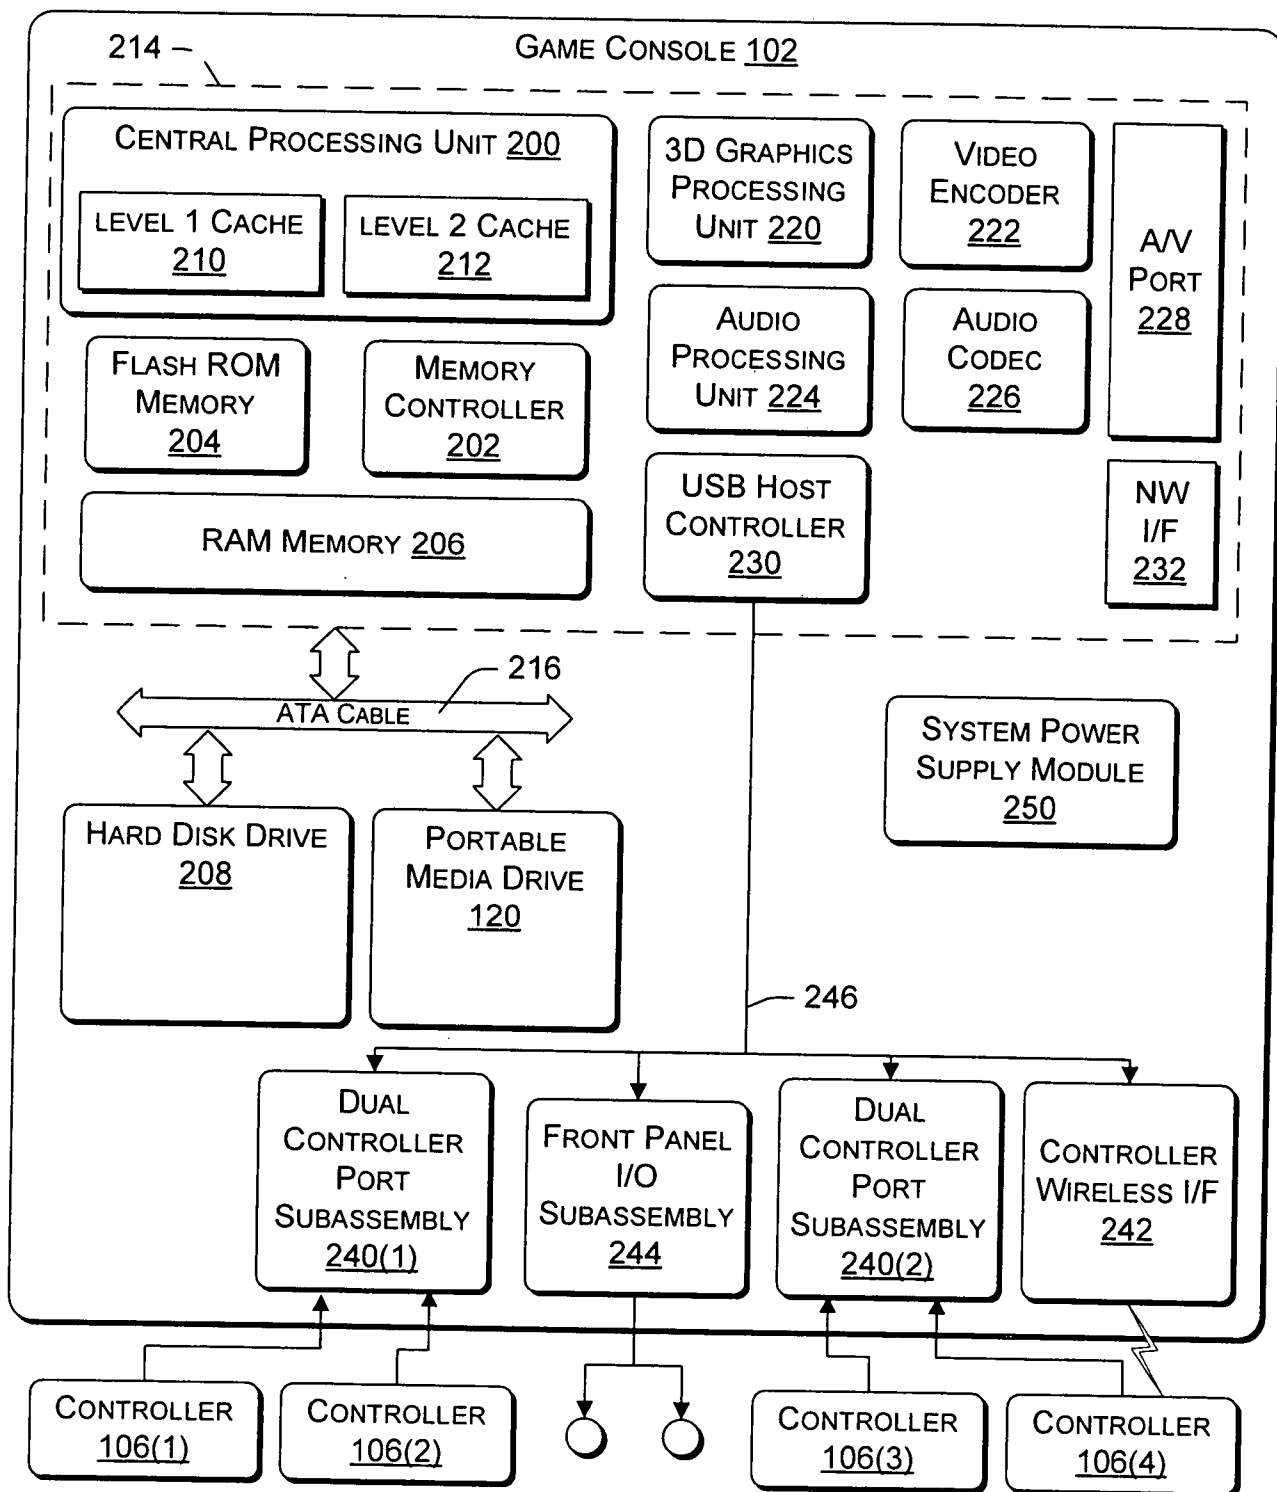 GAME CONSOLE 102
214
CENTRAL PROCESSING UNIT 200
LEVEL 1 CACHE
210
LEVEL 2 CACHE
212
3D GRAPHICS
PROCESSING
UNIT 220
VIDEO
ENCODER
222
A/V
PORT
228
FLASH ROM
MEMORY
204
MEMORY
CONTROLLER
202
AUDIO
PROCESSING
UNIT 224
AUDIO
CODEC
226
RAM MEMORY 206
USB HOST
CONTROLLER
230
NW
I/F
232
216
ATA CABLE
SYSTEM POWER
SUPPLY MODULE
250
HARD DISK DRIVE
208
PORTABLE
MEDIA DRIVE
120
246
DUAL
CONTROLLER
PORT
SUBASSEMBLY
240(1)
FRONT PANEL
I/O
SUBASSEMBLY
244
DUAL
CONTROLLER
PORT
SUBASSEMBLY
240(2)
CONTROLLER
WIRELESS I/F
242
CONTROLLER
106(1)
CONTROLLER
106(2)
CONTROLLER
106(3)
CONTROLLER
106(4)